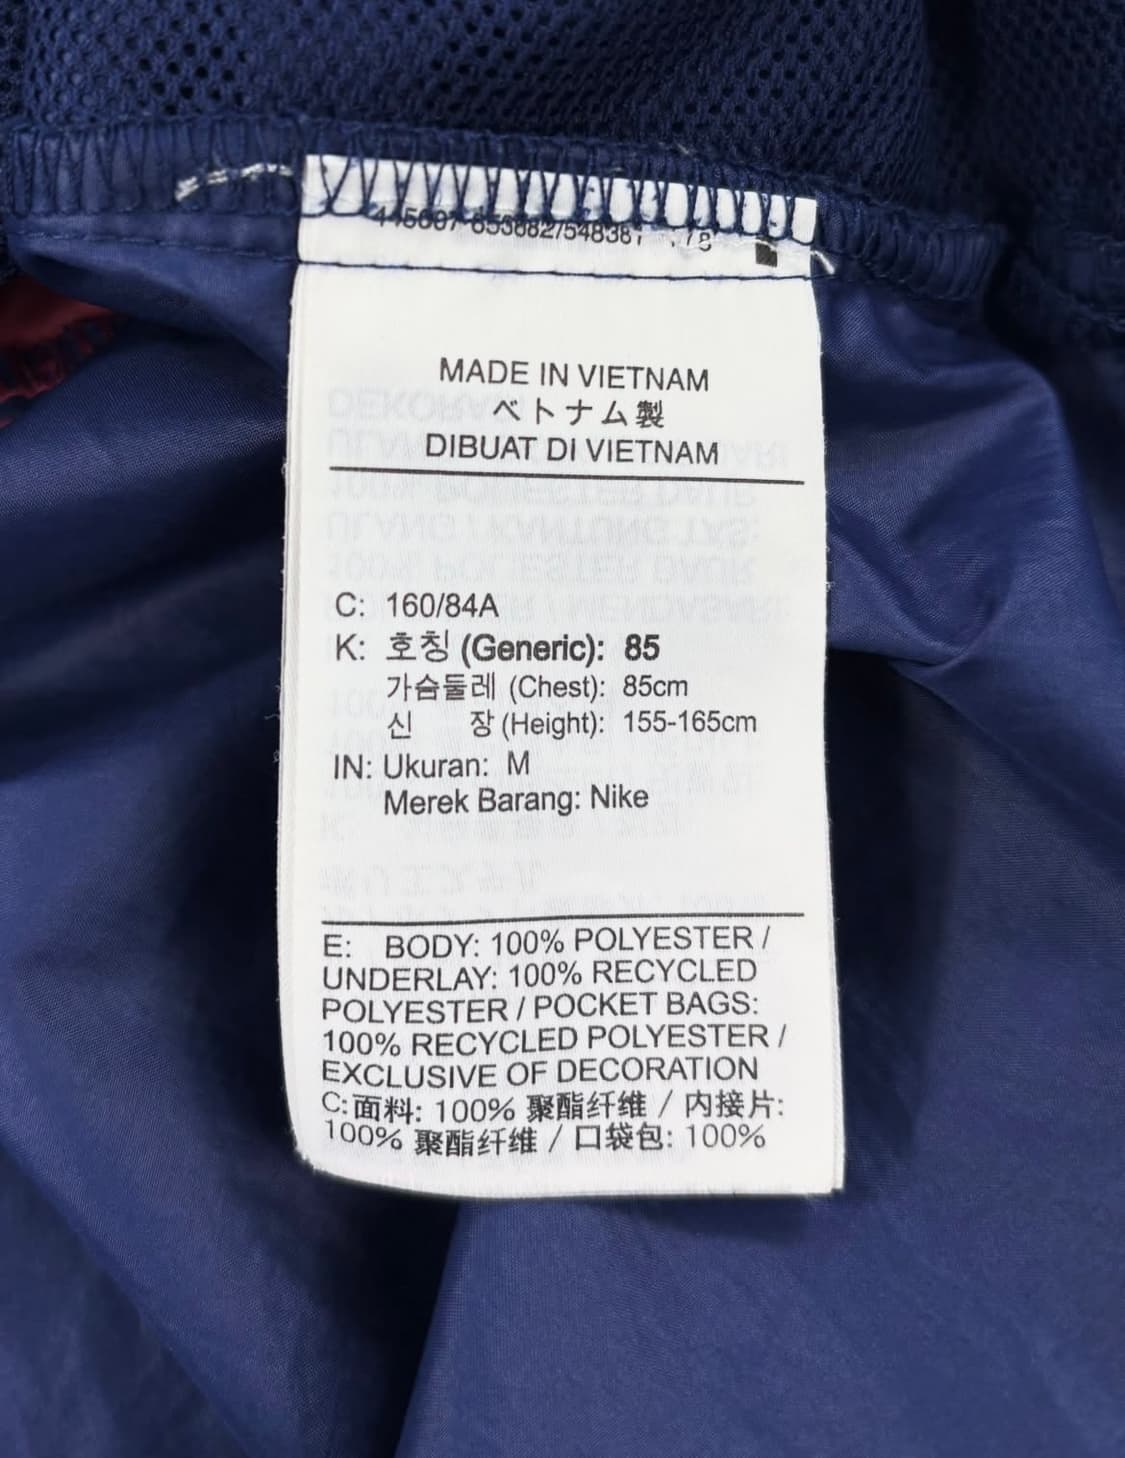 MADE IN VIETNAM
ベトナム製
DIBUAT DI VIETNAM
C: 160/84A
K: 호칭 (Generic): 85
가슴둘레 (Chest): 85cm
신 장 (Height): 155-165cm
IN: Ukuran: M
Merek Barang: Nike
E: BODY: 100% POLYESTER /
UNDERLAY: 100% RECYCLED
POLYESTER / POCKET BAGS:
100% RECYCLED POLYESTER /
EXCLUSIVE OF DECORATION
C:面料: 100% 聚酯纤维 / 内接片:
100% 聚酯纤维 / 口袋包: 100%